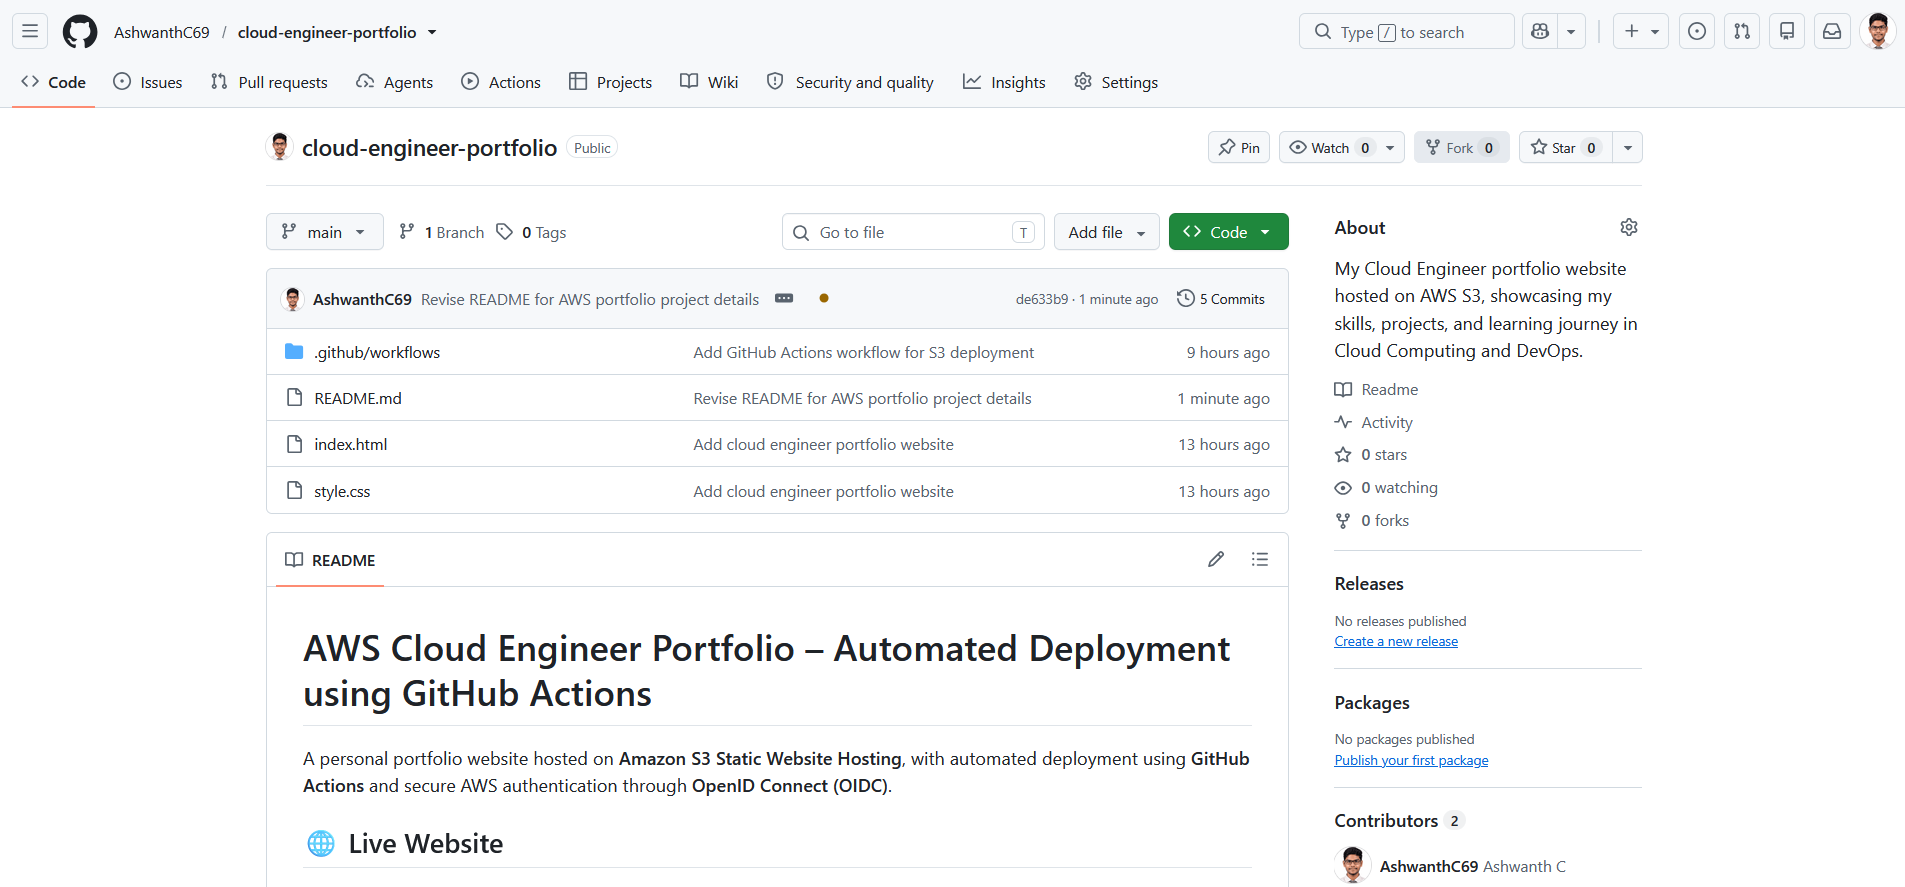 AshwanthC69 / cloud-engineer-portfolio
Type / to search
Code Issues Pull requests Agents Actions Projects Wiki Security and quality Insights Settings
cloud-engineer-portfolio Public
Pin Watch 0 Fork 0 Star 0
main 1 Branch 0 Tags Go to file T Add file Code
AshwanthC69 Revise README for AWS portfolio project details de633b9 · 1 minute ago 5 Commits
.github/workflows Add GitHub Actions workflow for S3 deployment 9 hours ago
README.md Revise README for AWS portfolio project details 1 minute ago
index.html Add cloud engineer portfolio website 13 hours ago
style.css Add cloud engineer portfolio website 13 hours ago
README
AWS Cloud Engineer Portfolio – Automated Deployment
using GitHub Actions
A personal portfolio website hosted on Amazon S3 Static Website Hosting, with automated deployment using GitHub
Actions and secure AWS authentication through OpenID Connect (OIDC).
Live Website
About
My Cloud Engineer portfolio website
hosted on AWS S3, showcasing my
skills, projects, and learning journey in
Cloud Computing and DevOps.
Readme
Activity
0 stars
0 watching
0 forks
Releases
No releases published
Create a new release
Packages
No packages published
Publish your first package
Contributors 2
AshwanthC69 Ashwanth C